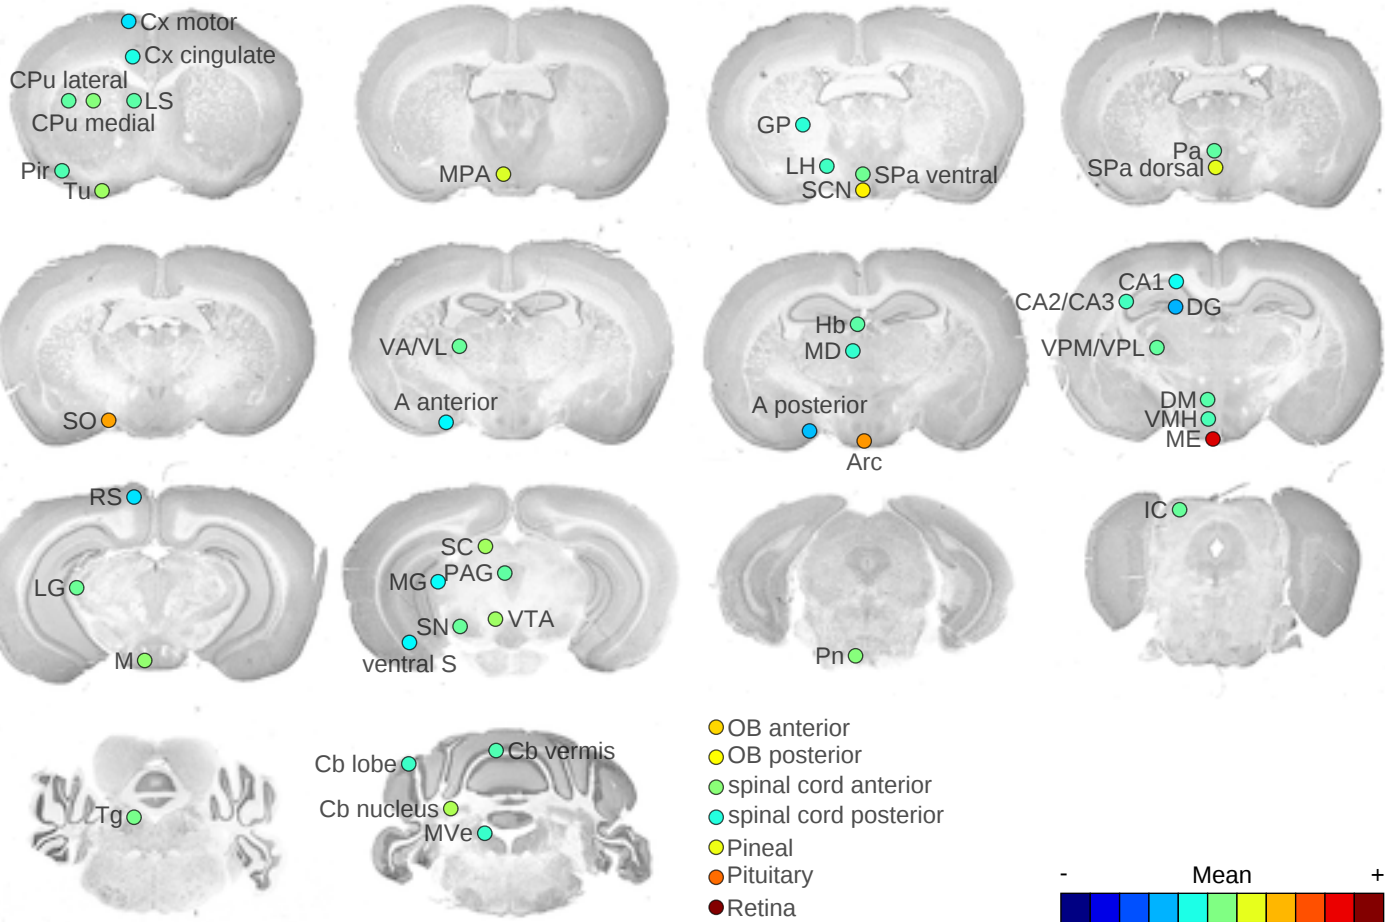 Cx motor
Cx cingulate
CPu lateral
LS
CPu medial
Pir
Tu
MPA
GP
LH
SPa ventral
SCN
Pa
SPa dorsal
SO
VA/VL
A anterior
Hb
MD
A posterior
Arc
CA1
CA2/CA3
DG
VPM/VPL
DM
VMH
ME
RS
LG
M
SC
MG
PAG
SN
VTA
ventral S
Pn
IC
Tg
Cb lobe
Cb vermis
Cb nucleus
MVe
OB anterior
OB posterior
spinal cord anterior
spinal cord posterior
Pineal
Pituitary
Retina
- Mean +